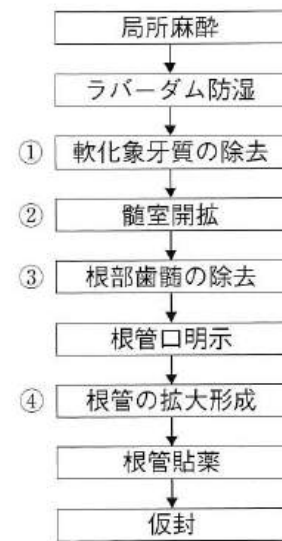 局所麻酔
ラバーダム防湿
① 軟化象牙質の除去
② 髄室開拡
③ 根部歯髄の除去
根管口明示
④ 根管の拡大形成
根管貼薬
仮封